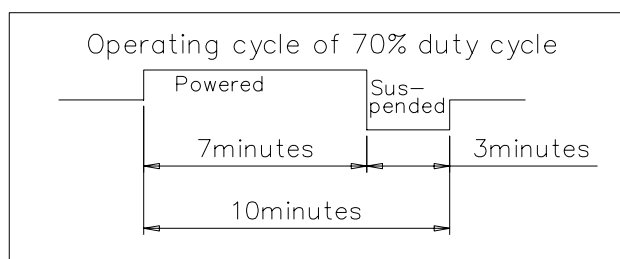 Operating cycle of 70% duty cycle
Powered
Sus-
pended
7minutes
3minutes
10minutes